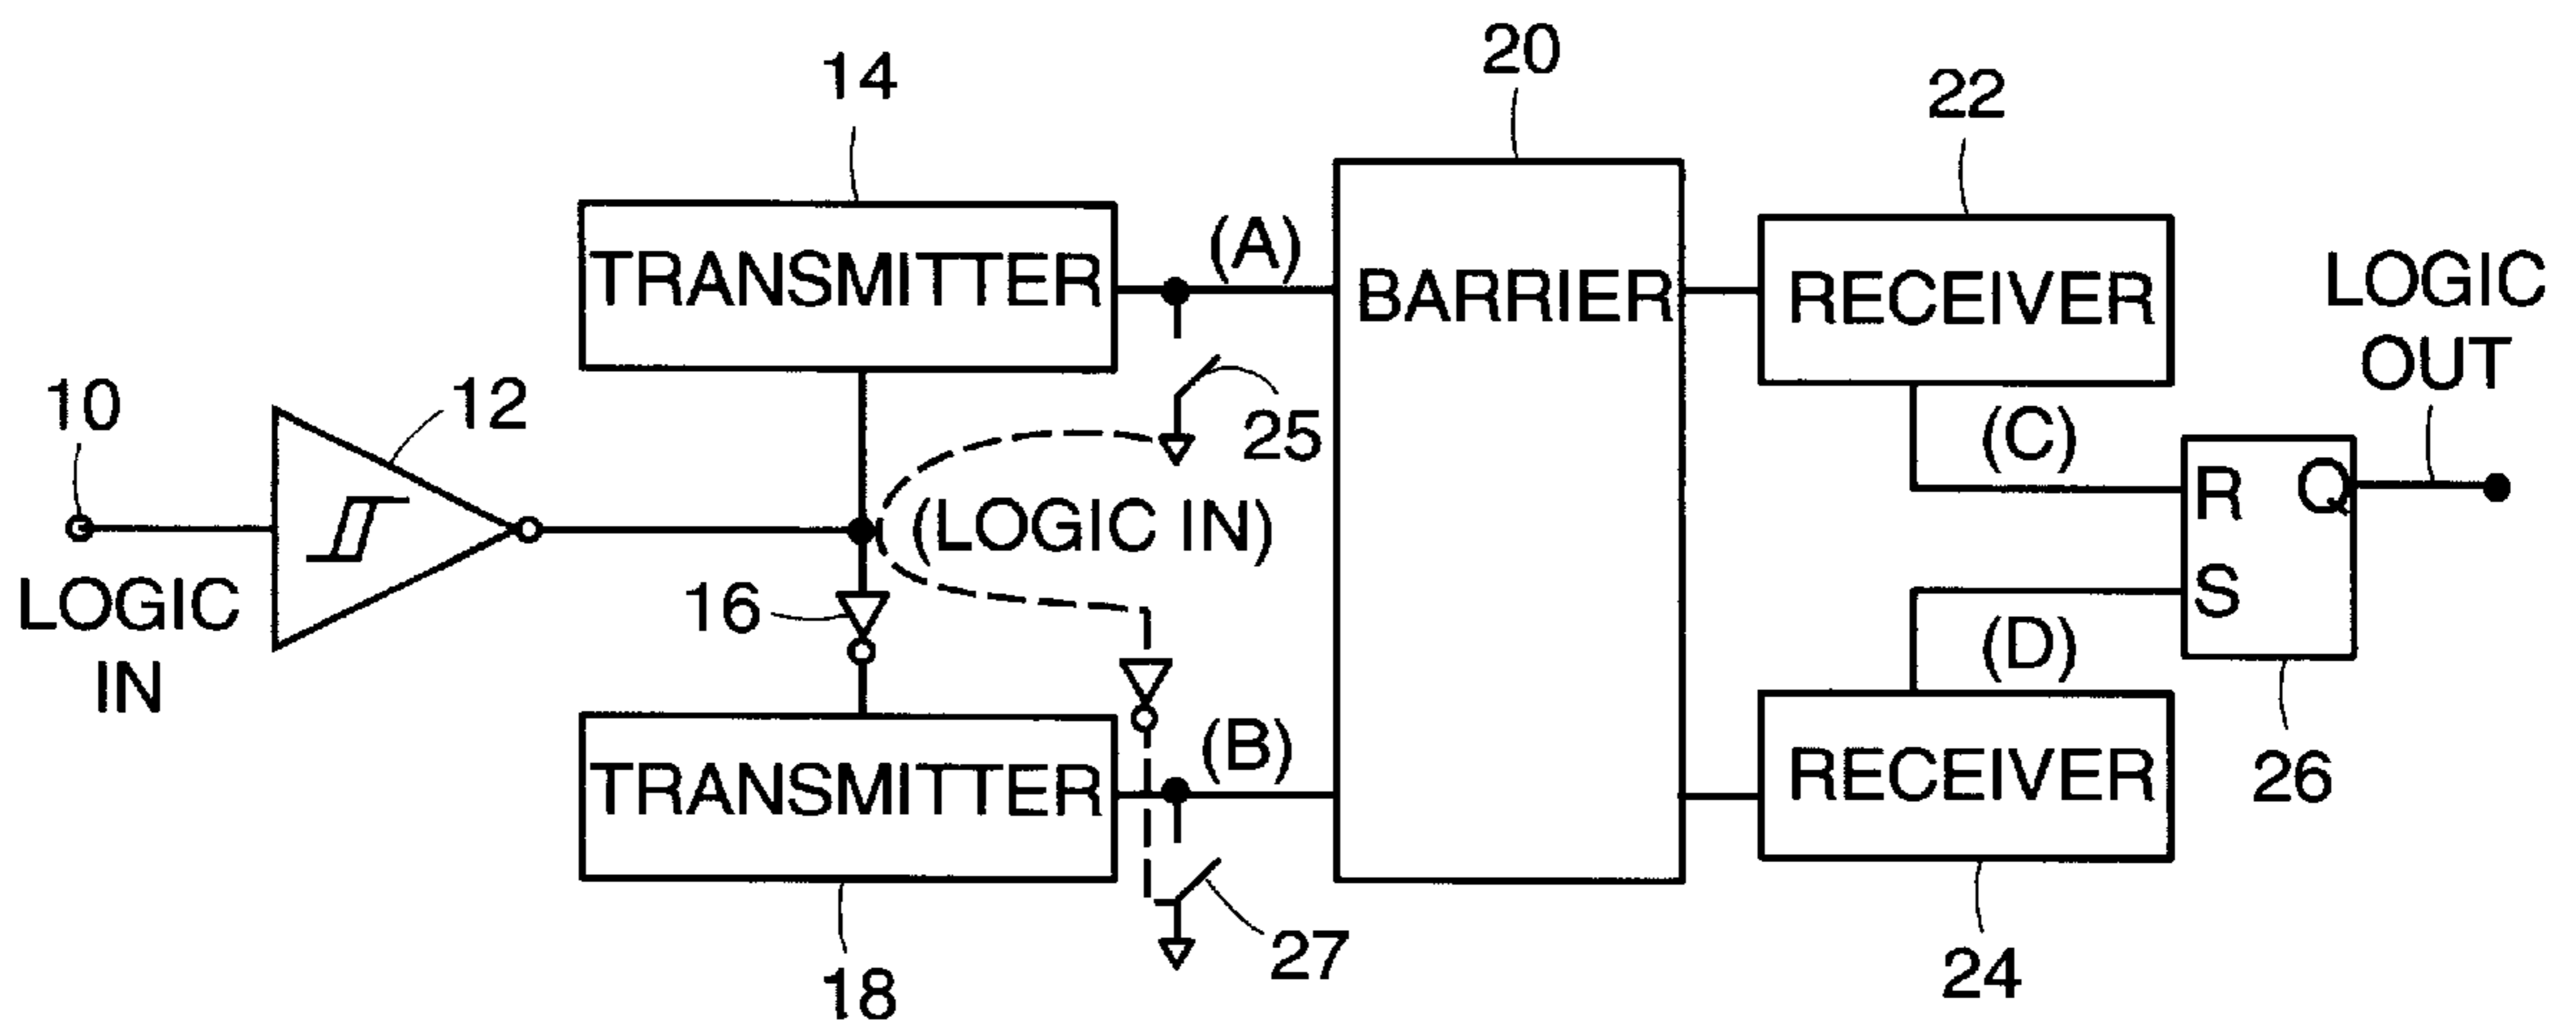 20
14
22
(A)
TRANSMITTER
BARRIER
RECEIVER
LOGIC
OUT
10
12
25
(C)
R
Q
(LOGIC IN)
LOGIC
IN
16
S
(D)
(B)
TRANSMITTER
RECEIVER
26
27
18
24